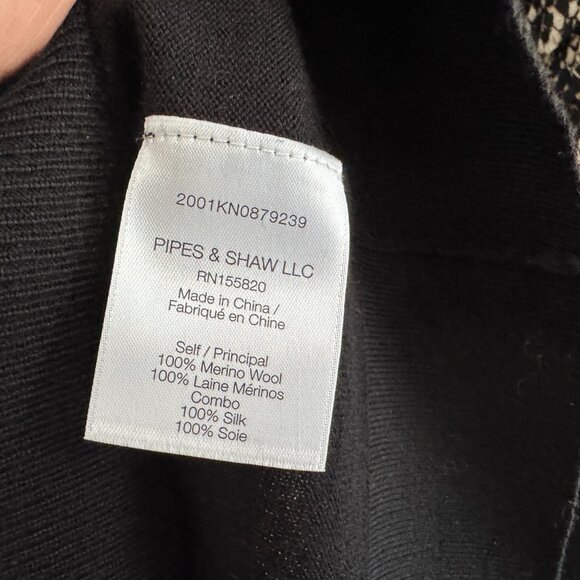 2001KN0879239
PIPES & SHAW LLC
RN155820
Made in China /
Fabriqué en Chine
Self / Principal
100% Merino Wool
100% Laine Mérinos
Combo
100% Silk
100% Soie